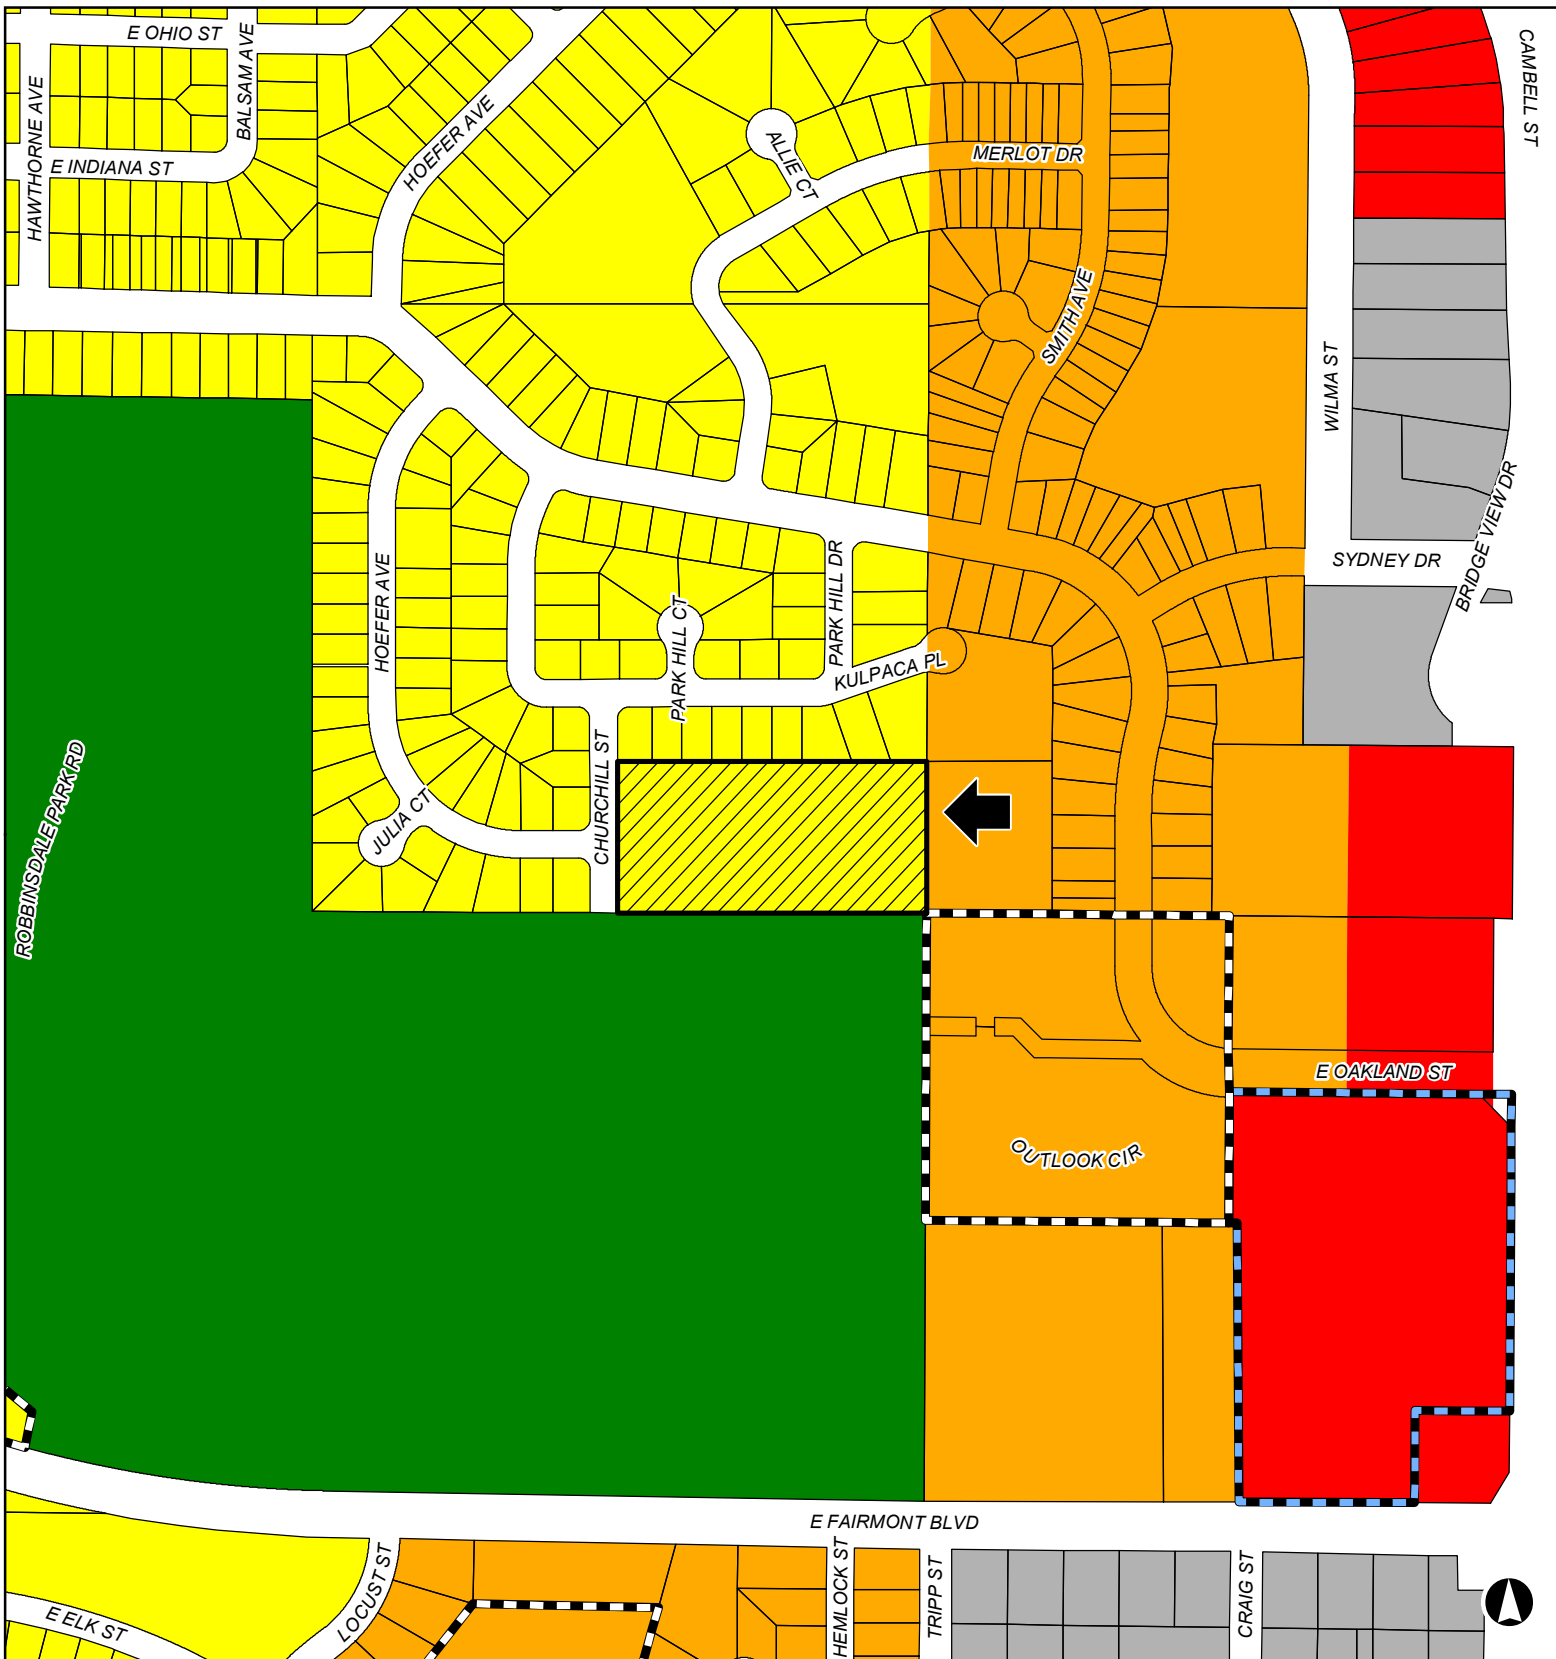 E OHIO ST
BALSAM AVE
HAWTHORNE AVE
E INDIANA ST
HOEFER AVE
ALLIE CT
MERLOT DR
CAMBELL ST
SMITH AVE
WILMA ST
BRIDGE VIEW DR
SYDNEY DR
HOEFER AVE
PARK HILL DR
PARK HILL CT
KULPACA PL
ROBBINSDALE PARK RD
CHURCHILL ST
JULIA CT
E OAKLAND ST
OUTLOOK CIR
E FAIRMONT BLVD
LOCUST ST
HEMLOCK ST
TRIPP ST
CRAIG ST
E ELK ST